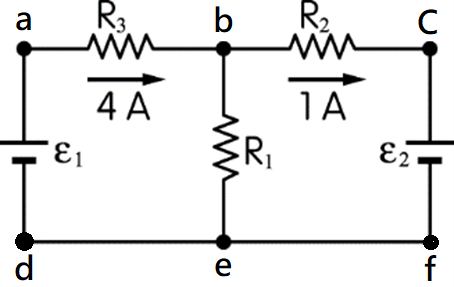 a R₃ b R₂ C
4 A 1 A
ε₁ R₁ ε₂
d e f